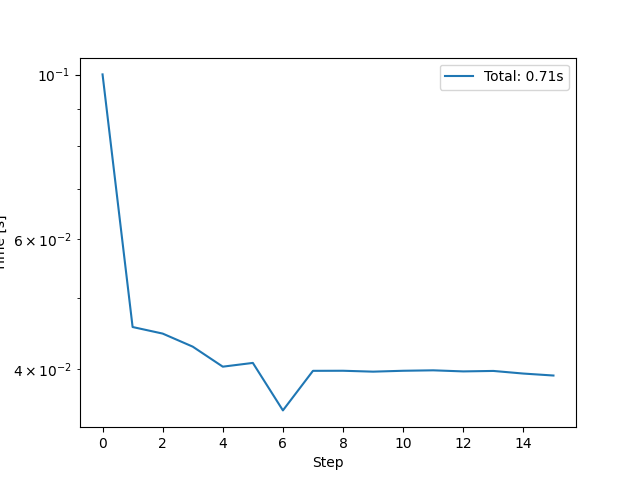 Total: 0.71s
10⁻¹
6 × 10⁻²
4 × 10⁻²
[s]
0 2 4 6 8 10 12 14
Step